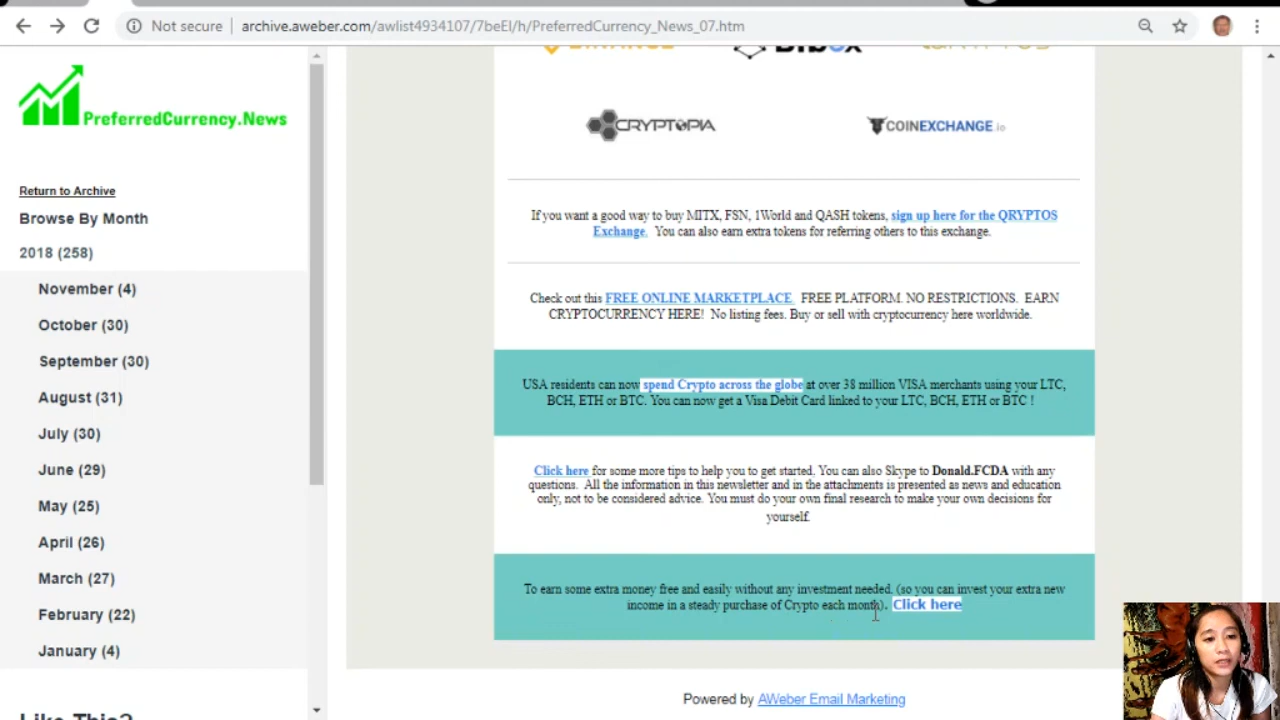 Not secure
archive.aweber.com/awlist4934107/7beEI/h/PreferredCurrency_News_07.htm
PreferredCurrency.News
Return to Archive
Browse By Month
2018 (258)
November (4)
October (30)
September (30)
August (31)
July (30)
June (29)
May (25)
April (26)
March (27)
February (22)
January (4)
Like This?
BINANCE
Bibox
QRYPTOS
CRYPTOPIA
COINEXCHANGE.io
If you want a good way to buy MITX, FSN, 1World and QASH tokens, sign up here for the QRYPTOS
Exchange. You can also earn extra tokens for referring others to this exchange.
Check out this FREE ONLINE MARKETPLACE. FREE PLATFORM. NO RESTRICTIONS. EARN
CRYPTOCURRENCY HERE! No listing fees. Buy or sell with cryptocurrency here worldwide.
USA residents can now spend Crypto across the globe at over 38 million VISA merchants using your LTC,
BCH, ETH or BTC. You can now get a Visa Debit Card linked to your LTC, BCH, ETH or BTC !
Click here for some more tips to help you to get started. You can also Skype to Donald.FCDA with any
questions. All the information in this newsletter and in the attachments is presented as news and education
only, not to be considered advice. You must do your own final research to make your own decisions for
yourself.
To earn some extra money free and easily without any investment needed. (so you can invest your extra new
income in a steady purchase of Crypto each month). Click here
Powered by AWeber Email Marketing